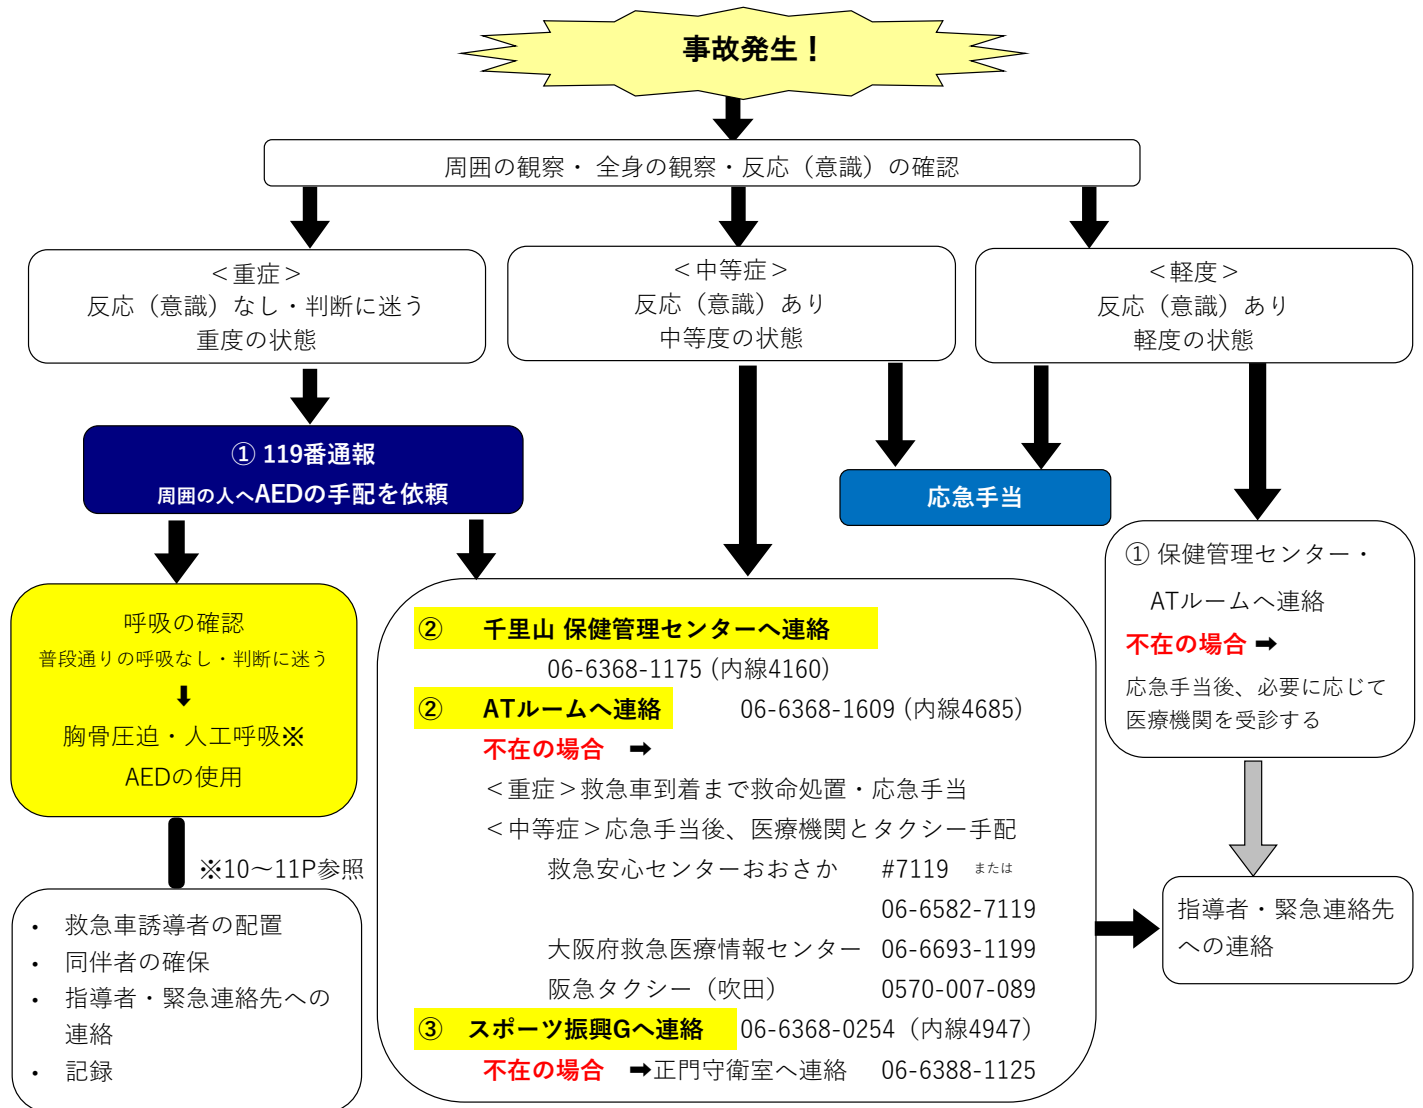 事故発生！
周囲の観察・ 全身の観察・反応（意識）の確認
＜重症＞
反応（意識）なし・判断に迷う
重度の状態
＜中等症＞
反応（意識）あり
中等度の状態
＜軽度＞
反応（意識）あり
軽度の状態
① 119番通報
周囲の人へAEDの手配を依頼
応急手当
呼吸の確認
普段通りの呼吸なし・判断に迷う
⬇
胸骨圧迫・人工呼吸※
AEDの使用
※10～11P参照
• 救急車誘導者の配置
• 同伴者の確保
• 指導者・緊急連絡先への
連絡
• 記録
② 千里山 保健管理センターへ連絡
06-6368-1175 (内線4160)
② ATルームへ連絡 06-6368-1609 (内線4685)
不在の場合 ➡
＜重症＞救急車到着まで救命処置・応急手当
＜中等症＞応急手当後、医療機関とタクシー手配
救急安心センターおおさか #7119 または
06-6582-7119
大阪府救急医療情報センター 06-6693-1199
阪急タクシー（吹田） 0570-007-089
③ スポーツ振興Gへ連絡 06-6368-0254（内線4947）
不在の場合 ➡正門守衛室へ連絡 06-6388-1125
① 保健管理センター・
ATルームへ連絡
不在の場合 ➡
応急手当後、必要に応じて
医療機関を受診する
指導者・緊急連絡先
への連絡